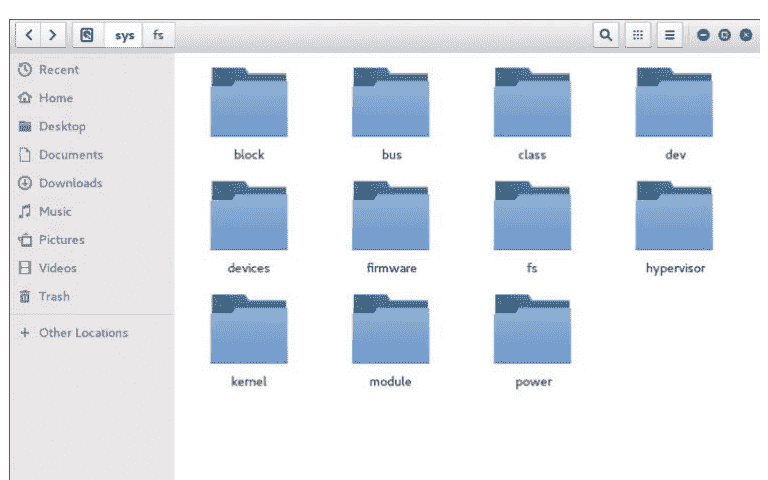 sys fs
Recent
Home
Desktop
Documents
Downloads
Music
Pictures
Videos
Trash
Other Locations
block bus class dev
devices firmware fs hypervisor
kernel module power